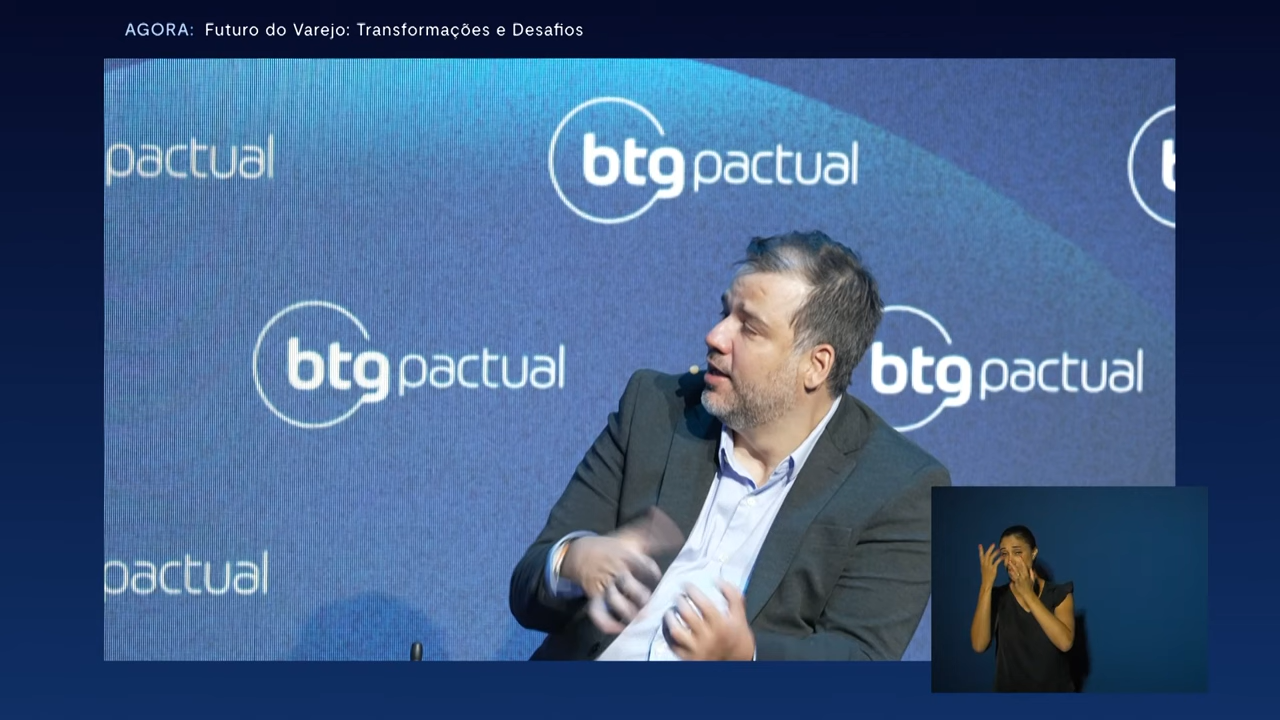 AGORA: Futuro do Varejo: Transformações e Desafios
pactual
btg pactual
b
btg pactual
btg pactual
pactual